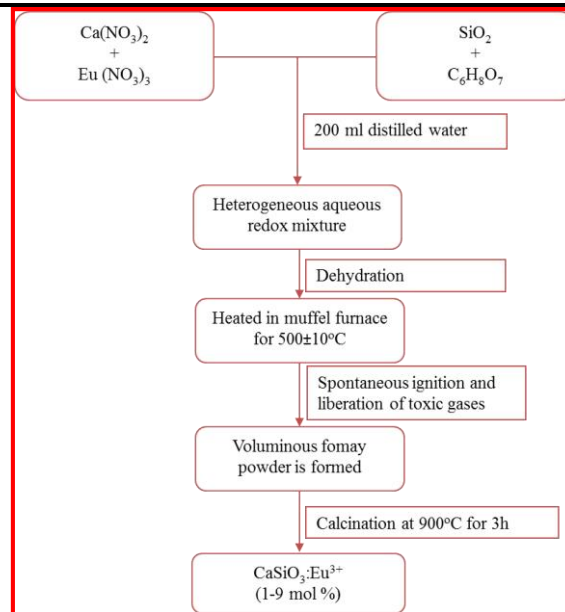 Ca(NO₃)₂
+
Eu (NO₃)₃
SiO₂
+
C₆H₈O₇
200 ml distilled water
Heterogeneous aqueous
redox mixture
Dehydration
Heated in muffel furnace
for 500±10°C
Spontaneous ignition and
liberation of toxic gases
Voluminous fomay
powder is formed
Calcination at 900°C for 3h
CaSiO₃:Eu³⁺
(1-9 mol %)